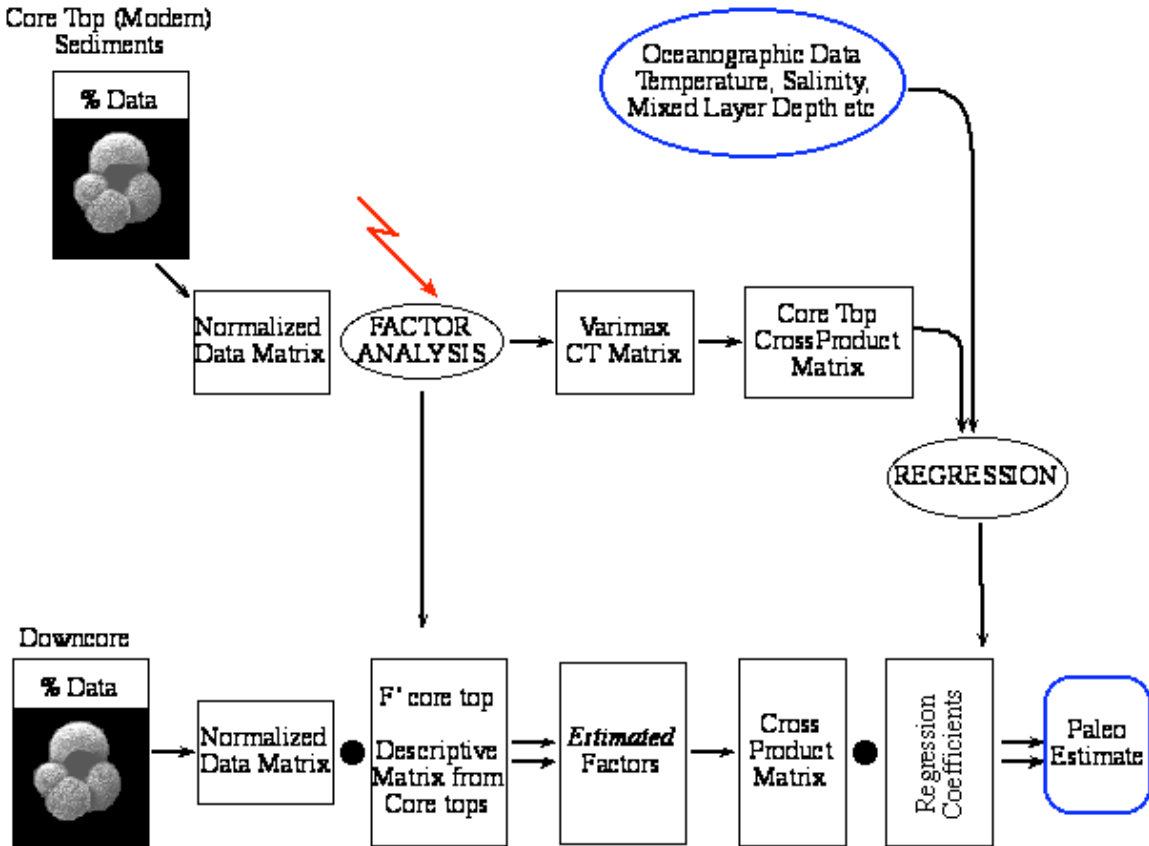 Core Top (Modern)
Sediments
% Data
Oceanographic Data
Temperature, Salinity,
Mixed Layer Depth etc
Normalized
Data Matrix
FACTOR
ANALYSIS
Varimax
CT Matrix
Core Top
CrossProduct
Matrix
REGRESSION
Downcore
% Data
Normalized
Data Matrix
F' core top
Descriptive
Matrix from
Core tops
Estimated
Factors
Cross
Product
Matrix
Regression
Coefficients
Paleo
Estimate